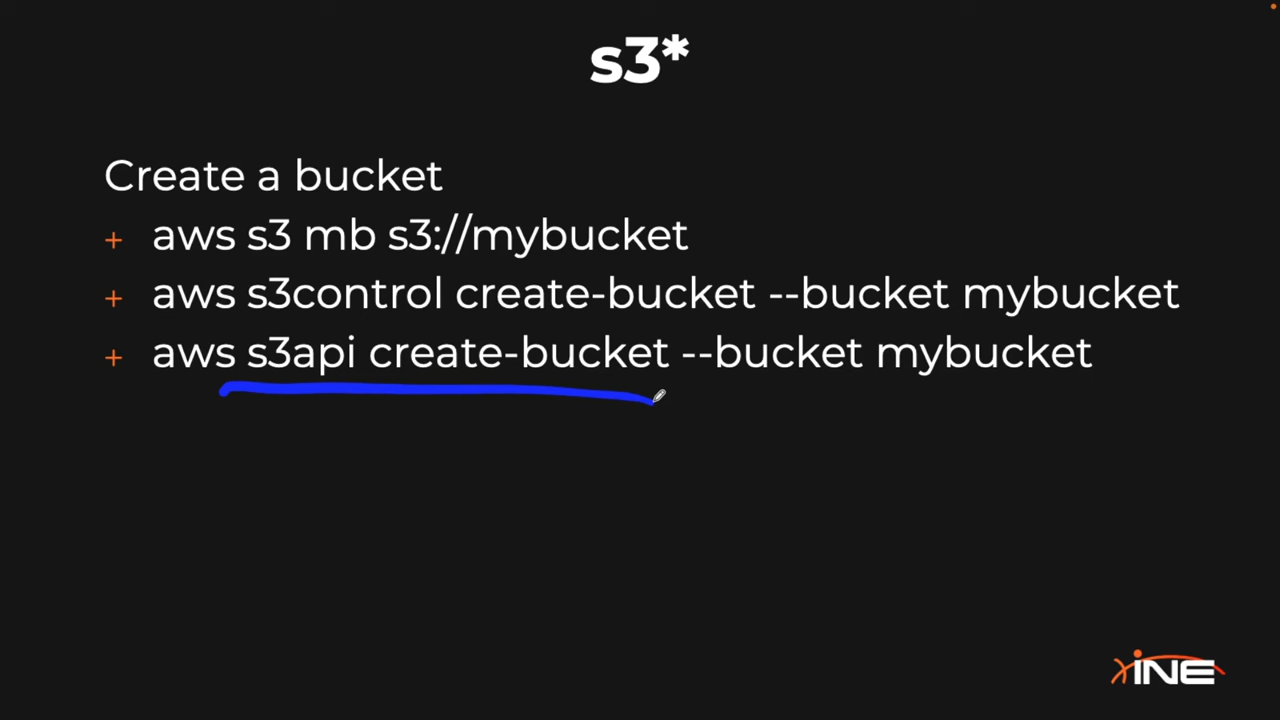 s3*
Create a bucket
+ aws s3 mb s3://mybucket
+ aws s3control create-bucket --bucket mybucket
+ aws s3api create-bucket --bucket mybucket
INE